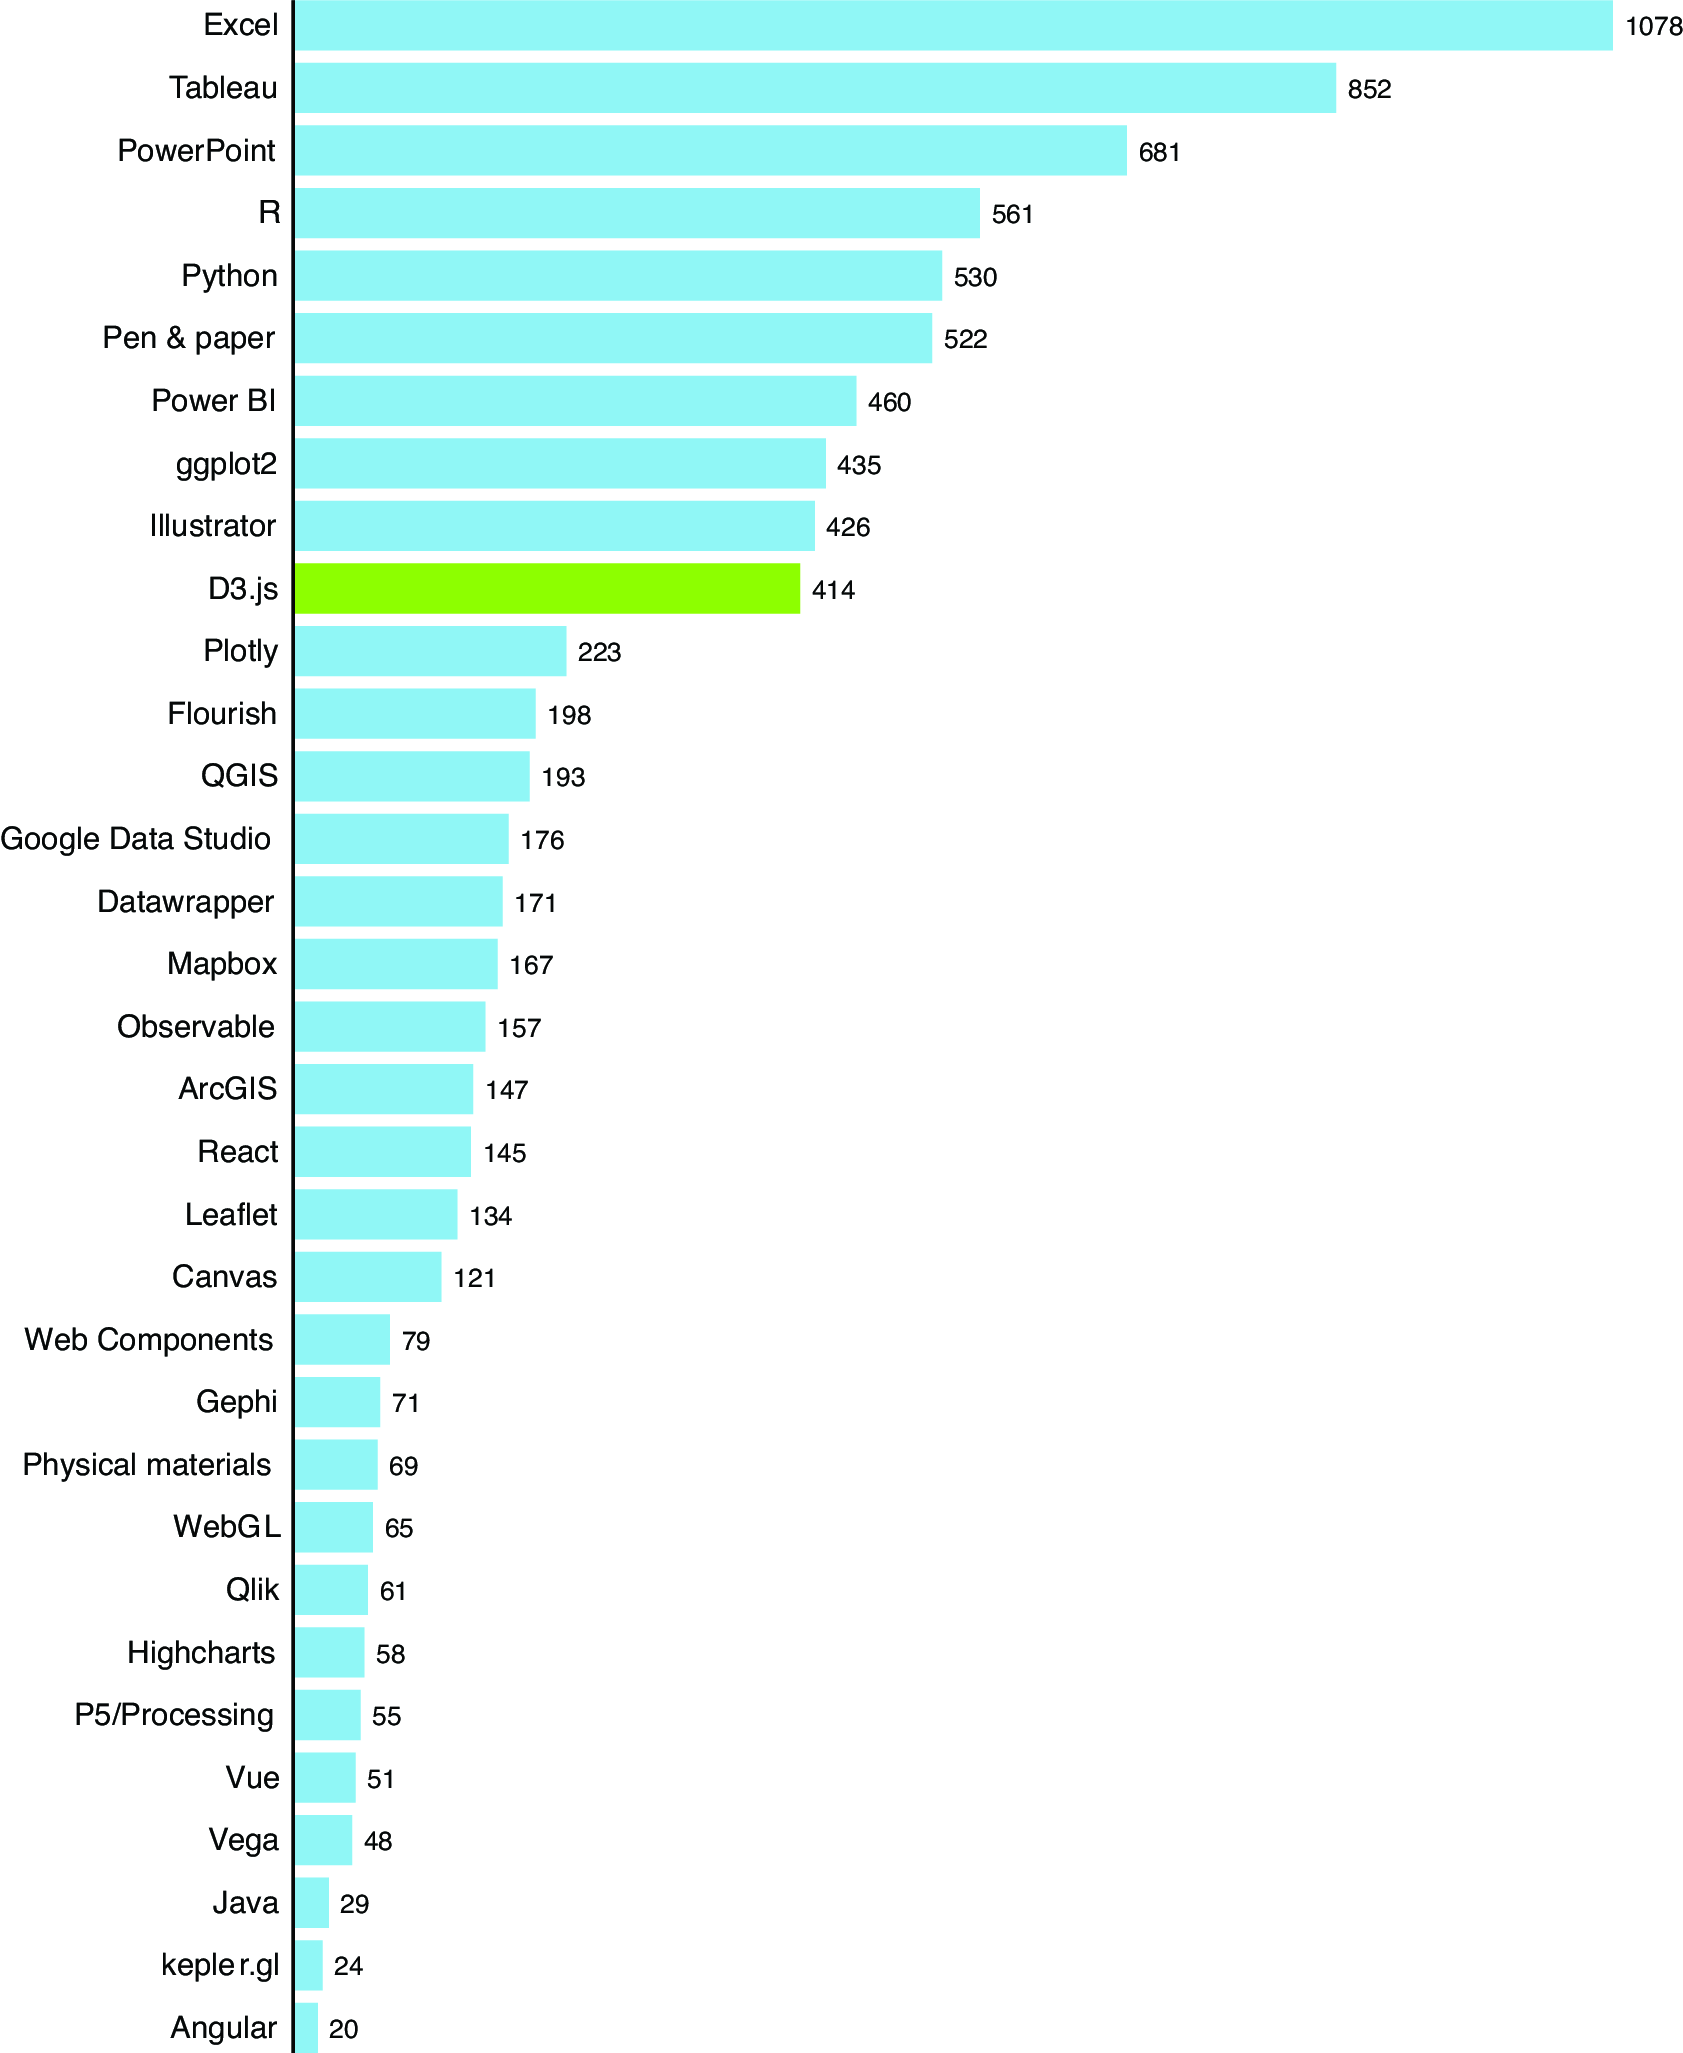 Excel 1078
Tableau 852
PowerPoint 681
R 561
Python 530
Pen & paper 522
Power BI 460
ggplot2 435
Illustrator 426
D3.js 414
Plotly 223
Flourish 198
QGIS 193
Google Data Studio 176
Datawrapper 171
Mapbox 167
Observable 157
ArcGIS 147
React 145
Leaflet 134
Canvas 121
Web Components 79
Gephi 71
Physical materials 69
WebGL 65
Qlik 61
Highcharts 58
P5/Processing 55
Vue 51
Vega 48
Java 29
kepler.gl 24
Angular 20